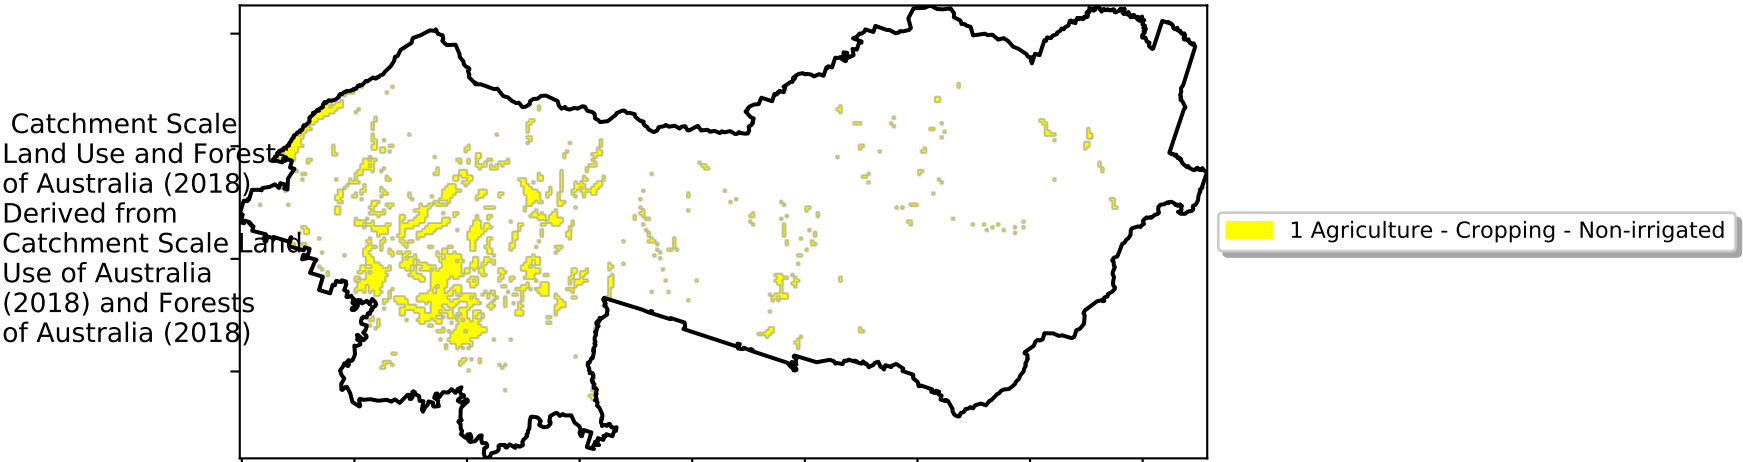 Catchment Scale
Land Use and Forests
of Australia (2018)
Derived from
Catchment Scale Land
Use of Australia
(2018) and Forests
of Australia (2018)
1 Agriculture - Cropping - Non-irrigated